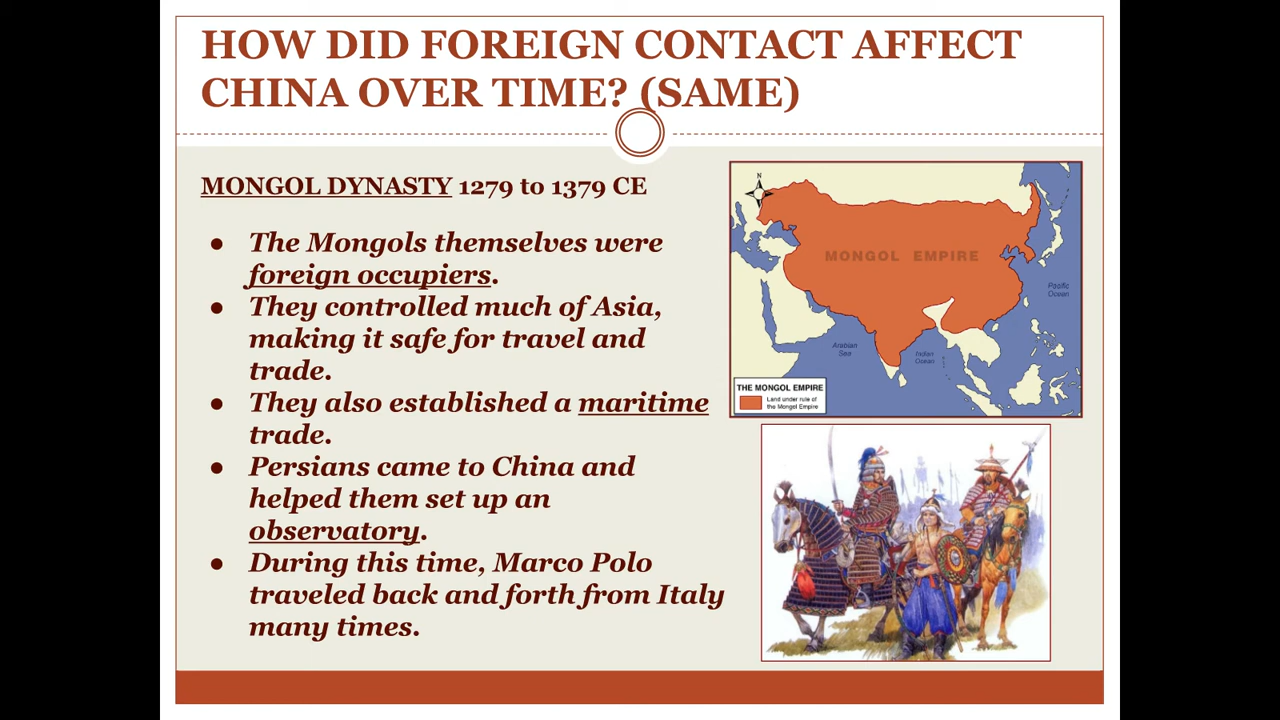 HOW DID FOREIGN CONTACT AFFECT
CHINA OVER TIME? (SAME)
MONGOL DYNASTY 1279 to 1379 CE
● The Mongols themselves were
foreign occupiers.
● They controlled much of Asia,
making it safe for travel and
trade.
● They also established a maritime
trade.
● Persians came to China and
helped them set up an
observatory.
● During this time, Marco Polo
traveled back and forth from Italy
many times.
N
MONGOL EMPIRE
Pacific
Ocean
Arabian
Sea
Indian
Ocean
THE MONGOL EMPIRE
Land under rule of
the Mongol Empire